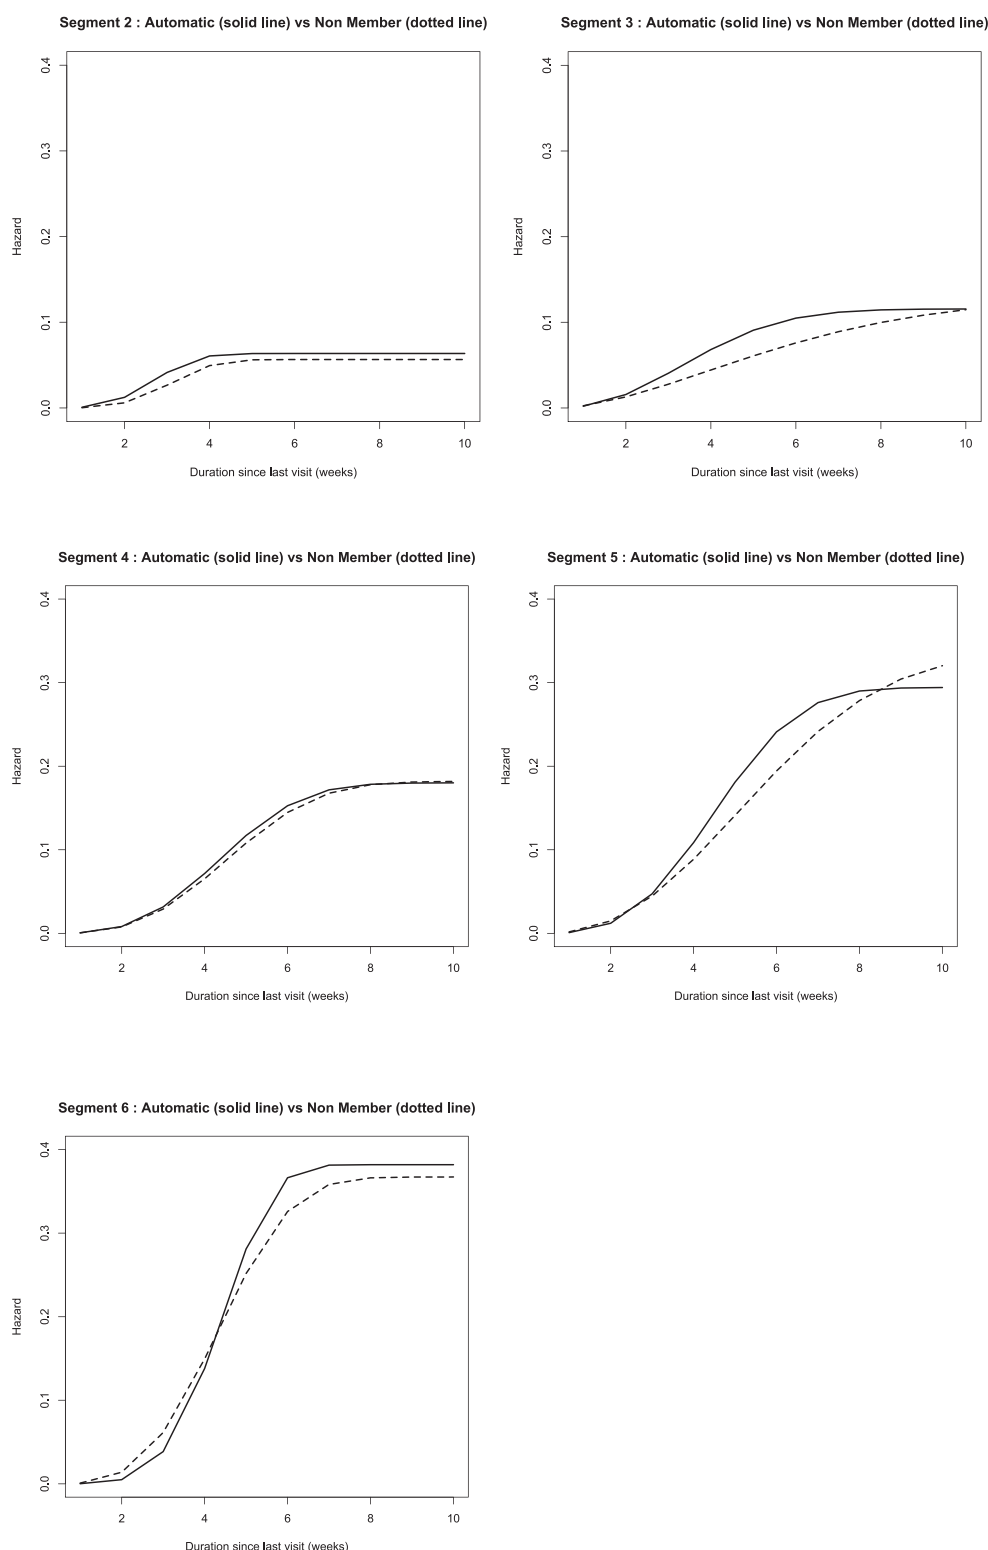 Segment 2 : Automatic (solid line) vs Non Member (dotted line)
0.4
0.3
0.2
0.1
0.0
Hazard
2 4 6 8 10
Duration since last visit (weeks)
Segment 3 : Automatic (solid line) vs Non Member (dotted line)
0.4
0.3
0.2
0.1
0.0
Hazard
2 4 6 8 10
Duration since last visit (weeks)
Segment 4 : Automatic (solid line) vs Non Member (dotted line)
0.4
0.3
0.2
0.1
0.0
Hazard
2 4 6 8 10
Duration since last visit (weeks)
Segment 5 : Automatic (solid line) vs Non Member (dotted line)
0.4
0.3
0.2
0.1
0.0
Hazard
2 4 6 8 10
Duration since last visit (weeks)
Segment 6 : Automatic (solid line) vs Non Member (dotted line)
0.4
0.3
0.2
0.1
0.0
Hazard
2 4 6 8 10
Duration since last visit (weeks)